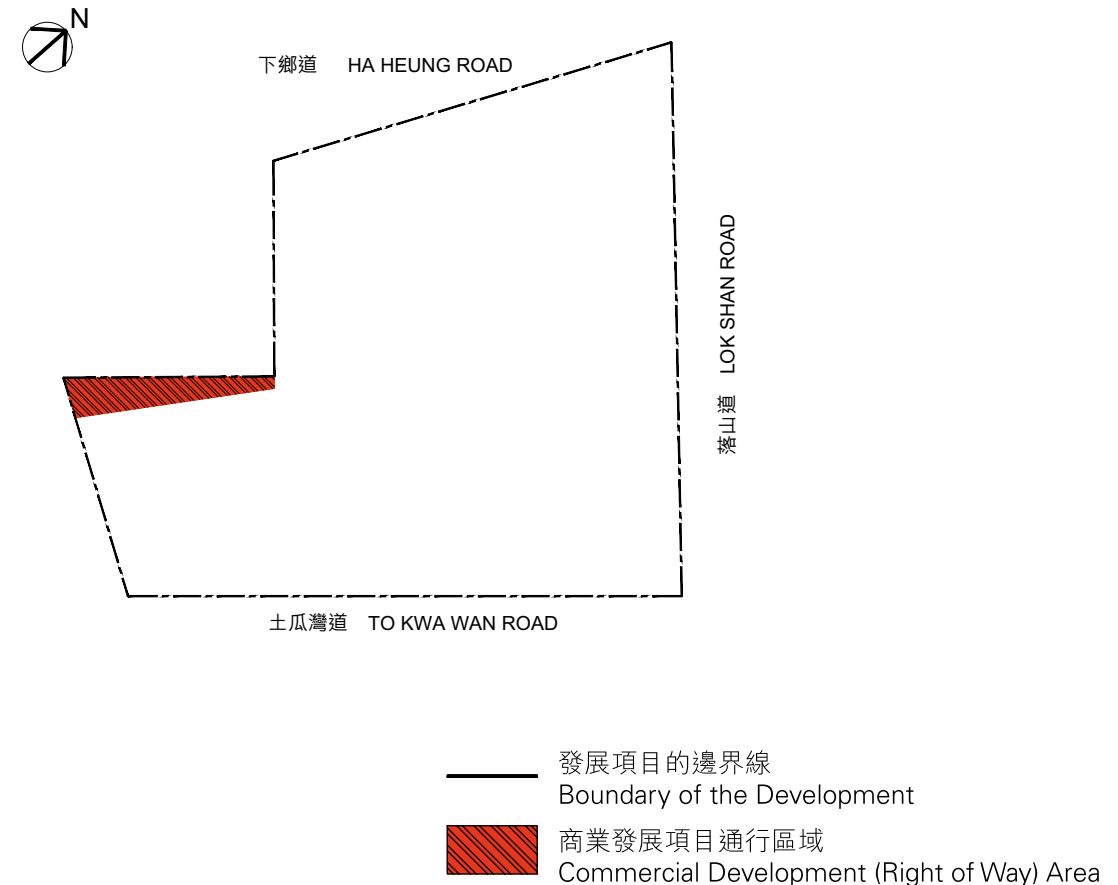 N
下鄉道 HA HEUNG ROAD
落山道 LOK SHAN ROAD
土瓜灣道 TO KWA WAN ROAD
發展項目的邊界線
Boundary of the Development
商業發展項目通行區域
Commercial Development (Right of Way) Area